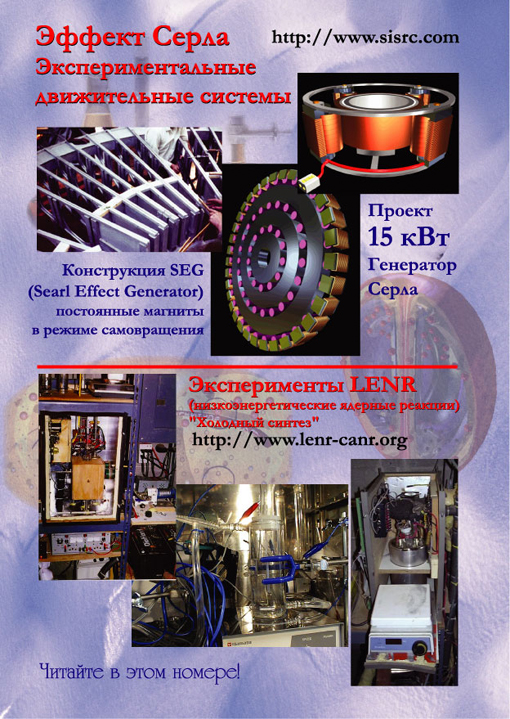 Эффект Серла
http://www.sisrc.com
Экспериментальные
движительные системы
Проект
15 кВт
Генератор
Серла
Конструкция SEG
(Searl Effect Generator)
постоянные магниты
в режиме самовращения
Эксперименты LENR
(низкоэнергетические ядерные реакции)
"Холодный синтез"
http://www.lenr-canr.org
Читайте в этом номере!